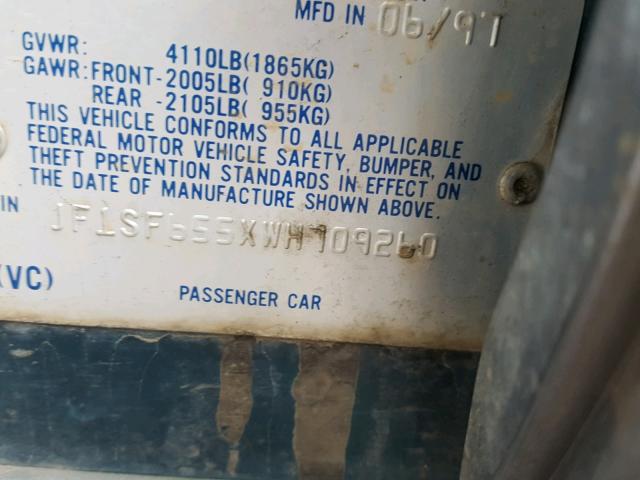 MFD IN 06/97
GVWR: 4110LB(1865KG)
GAWR:FRONT-2005LB( 910KG)
REAR -2105LB( 955KG)
THIS VEHICLE CONFORMS TO ALL APPLICABLE
FEDERAL MOTOR VEHICLE SAFETY, BUMPER, AND
THEFT PREVENTION STANDARDS IN EFFECT ON
THE DATE OF MANUFACTURE SHOWN ABOVE.
IN JF1SF655XWH709260
(VC) PASSENGER CAR